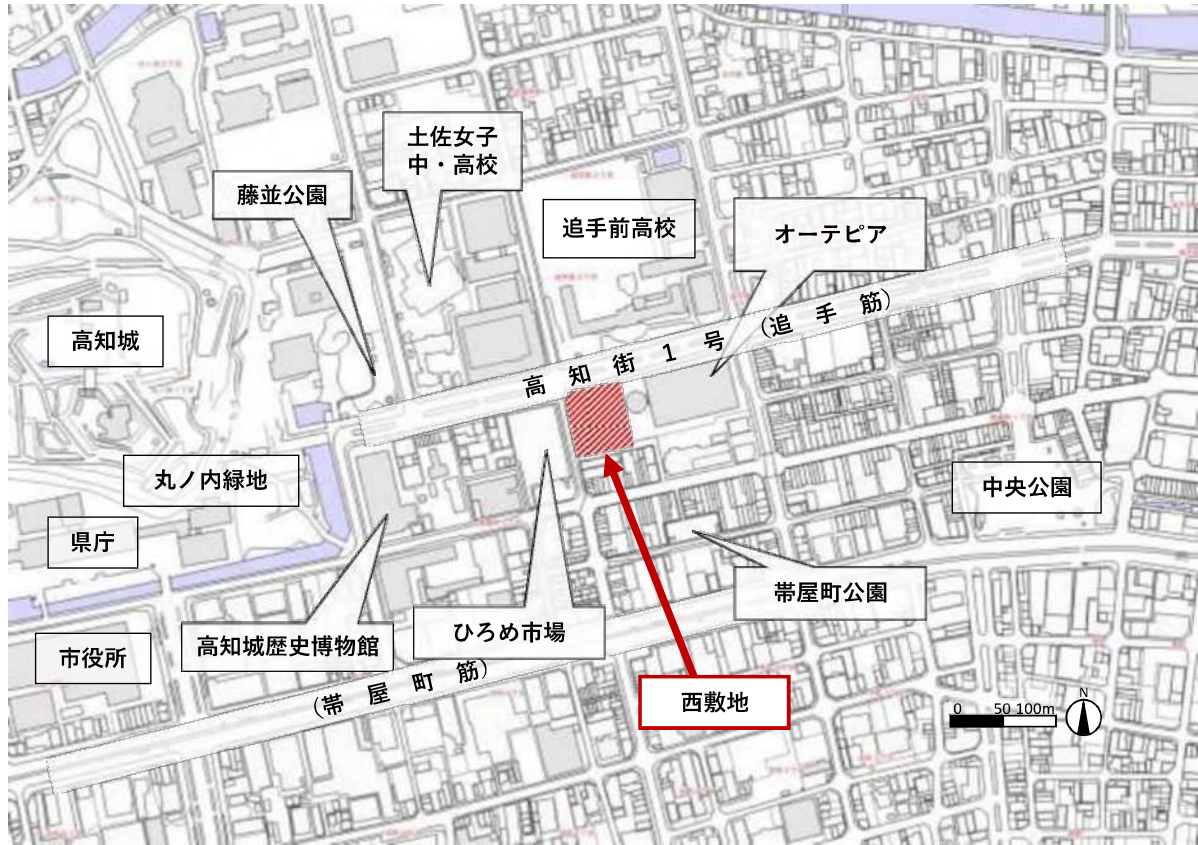 土佐女子
中・高校
藤並公園
追手前高校
オーテピア
高知城
高知街1号（追手筋）
丸ノ内緑地
中央公園
県庁
帯屋町公園
ひろめ市場
高知城歴史博物館
市役所
（帯屋町筋）
西敷地
0 50 100m
N